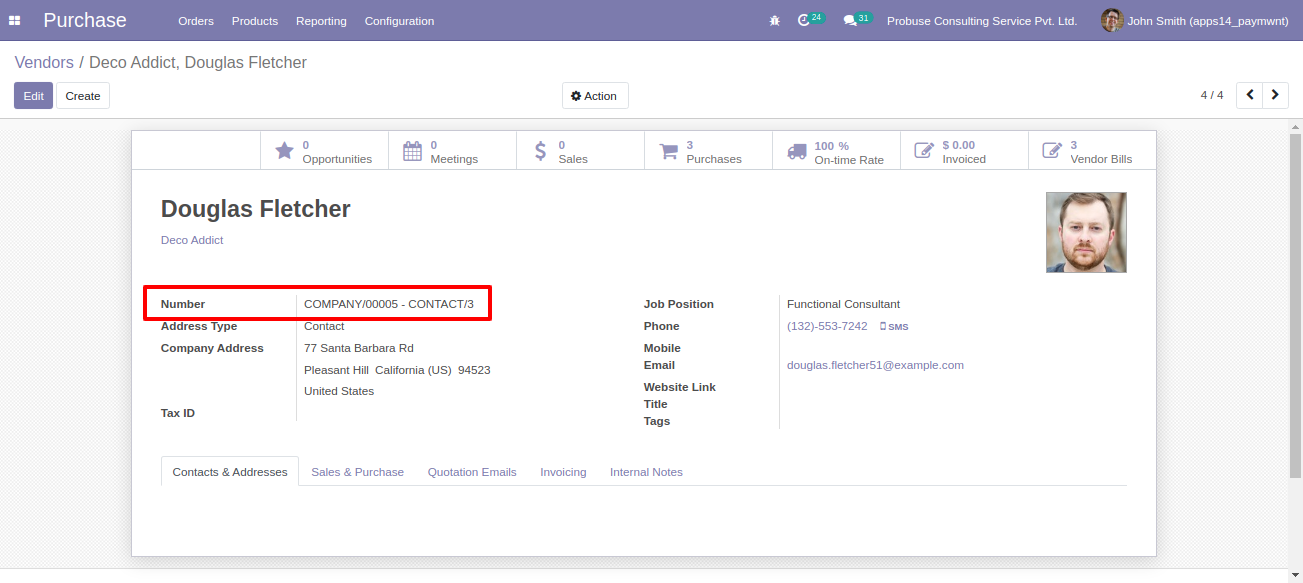 Purchase Orders Products Reporting Configuration 24 31 Probuse Consulting Service Pvt. Ltd. John Smith (apps14_paymwnt)
Vendors / Deco Addict, Douglas Fletcher
Edit Create Action 4 / 4
0 Opportunities
0 Meetings
0 Sales
3 Purchases
100 % On-time Rate
$ 0.00 Invoiced
3 Vendor Bills
Douglas Fletcher
Deco Addict
Number COMPANY/00005 - CONTACT/3
Address Type Contact
Company Address 77 Santa Barbara Rd
Pleasant Hill California (US) 94523
United States
Tax ID
Job Position Functional Consultant
Phone (132)-553-7242 SMS
Mobile
Email douglas.fletcher51@example.com
Website Link
Title
Tags
Contacts & Addresses Sales & Purchase Quotation Emails Invoicing Internal Notes